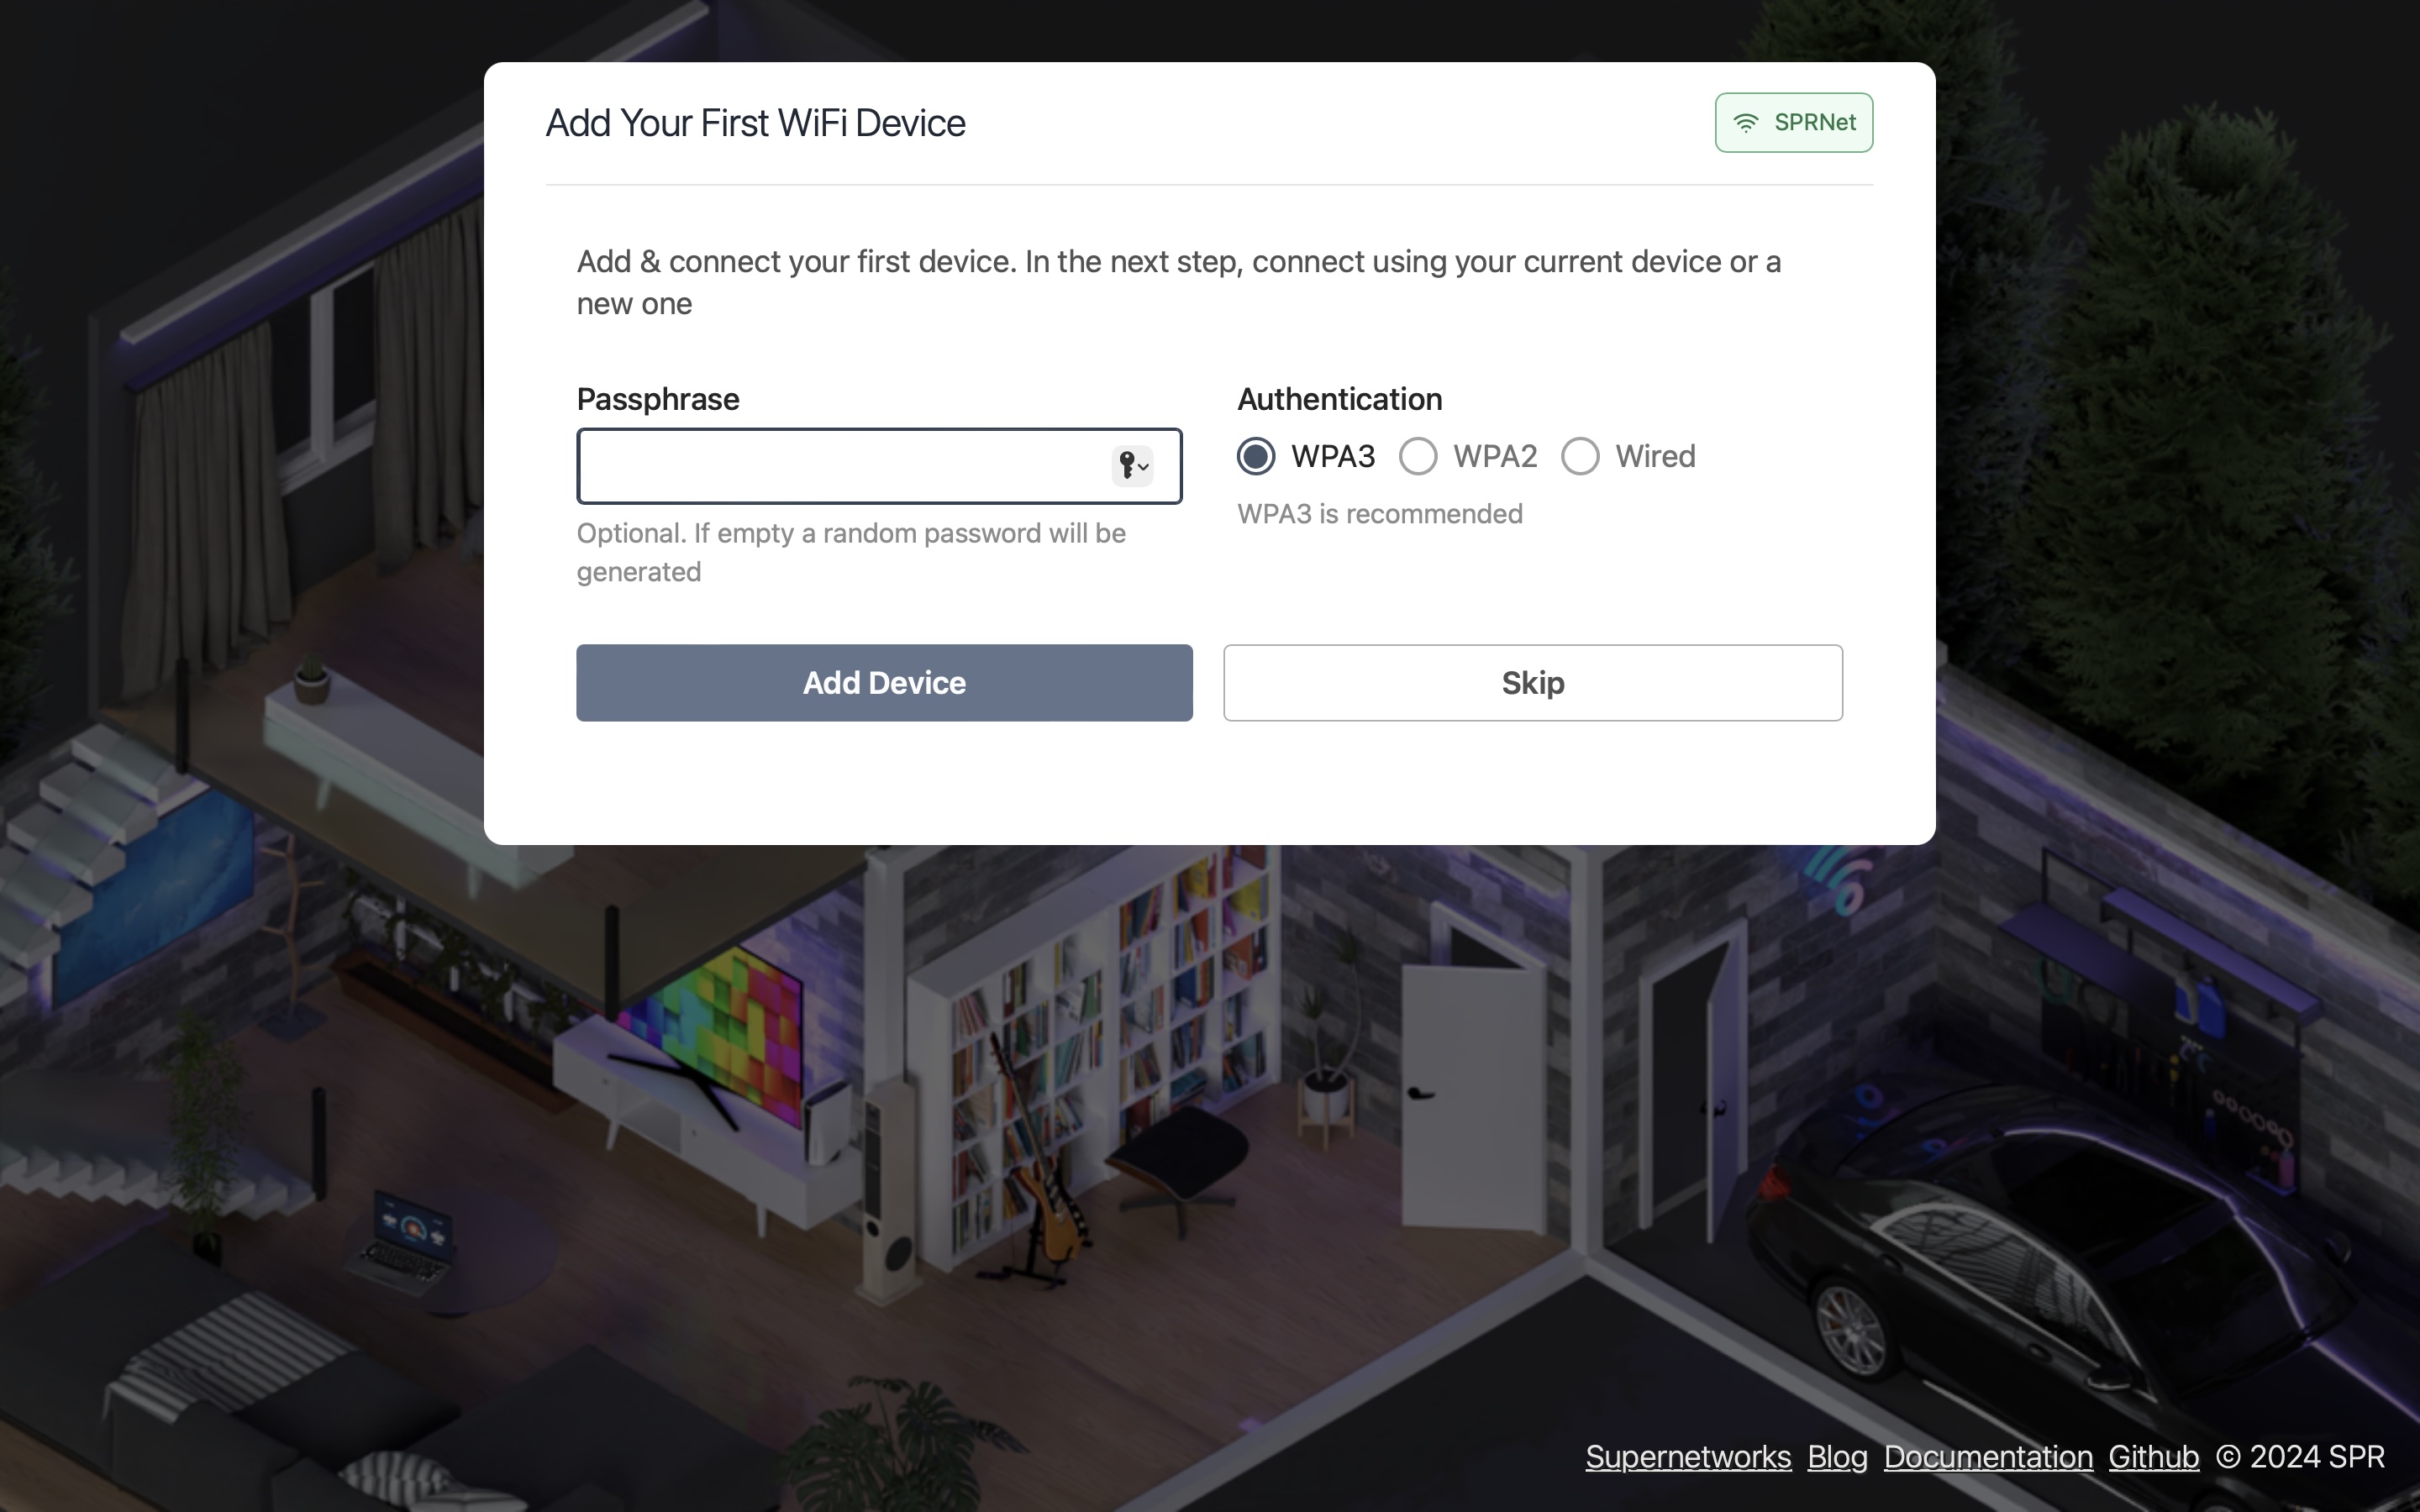 Add Your First WiFi Device
SPRNet
Add & connect your first device. In the next step, connect using your current device or a
new one
Passphrase
Optional. If empty a random password will be
generated
Authentication
WPA3 WPA2 Wired
WPA3 is recommended
Add Device
Skip
Supernetworks Blog Documentation Github © 2024 SPR